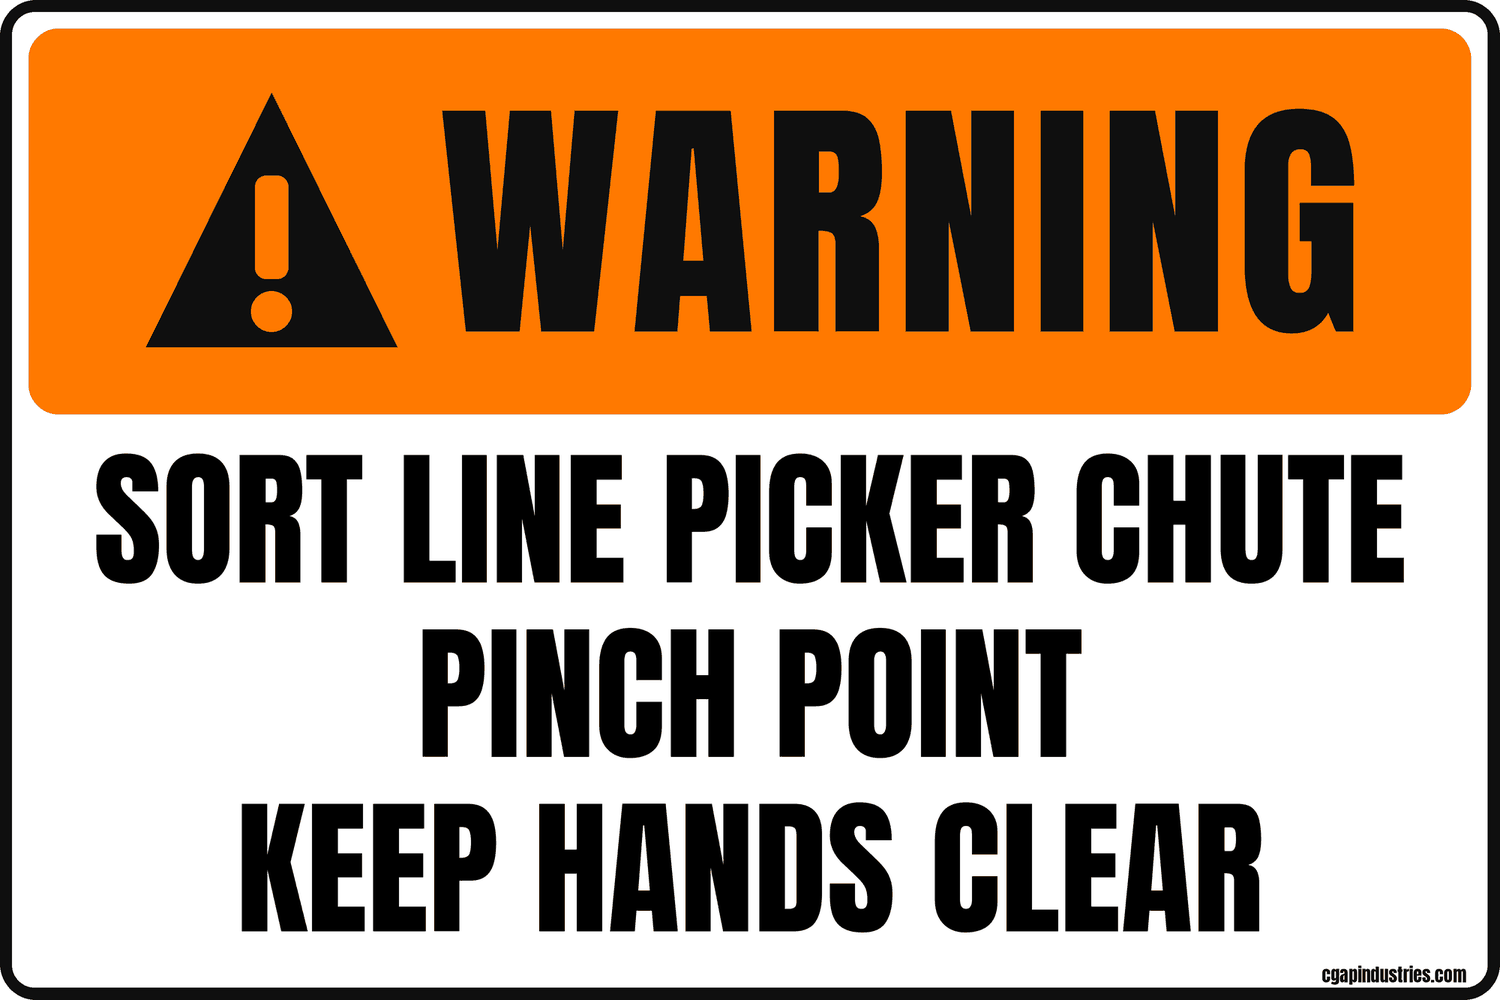 WARNING
SORT LINE PICKER CHUTE
PINCH POINT
KEEP HANDS CLEAR
cgapindustries.com